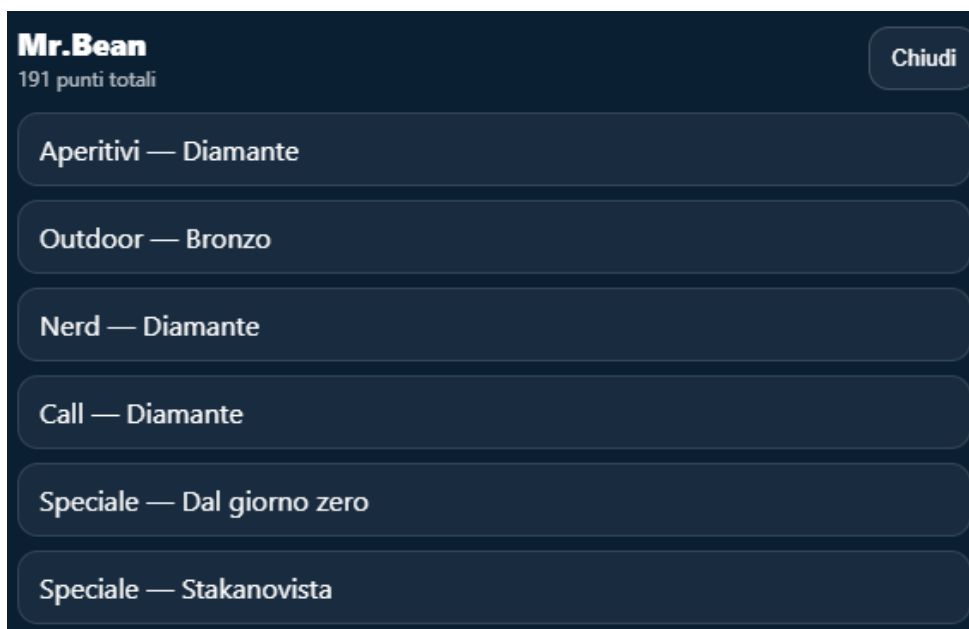 Mr.Bean
191 punti totali
Chiudi
Aperitivi — Diamante
Outdoor — Bronzo
Nerd — Diamante
Call — Diamante
Speciale — Dal giorno zero
Speciale — Stakanovista